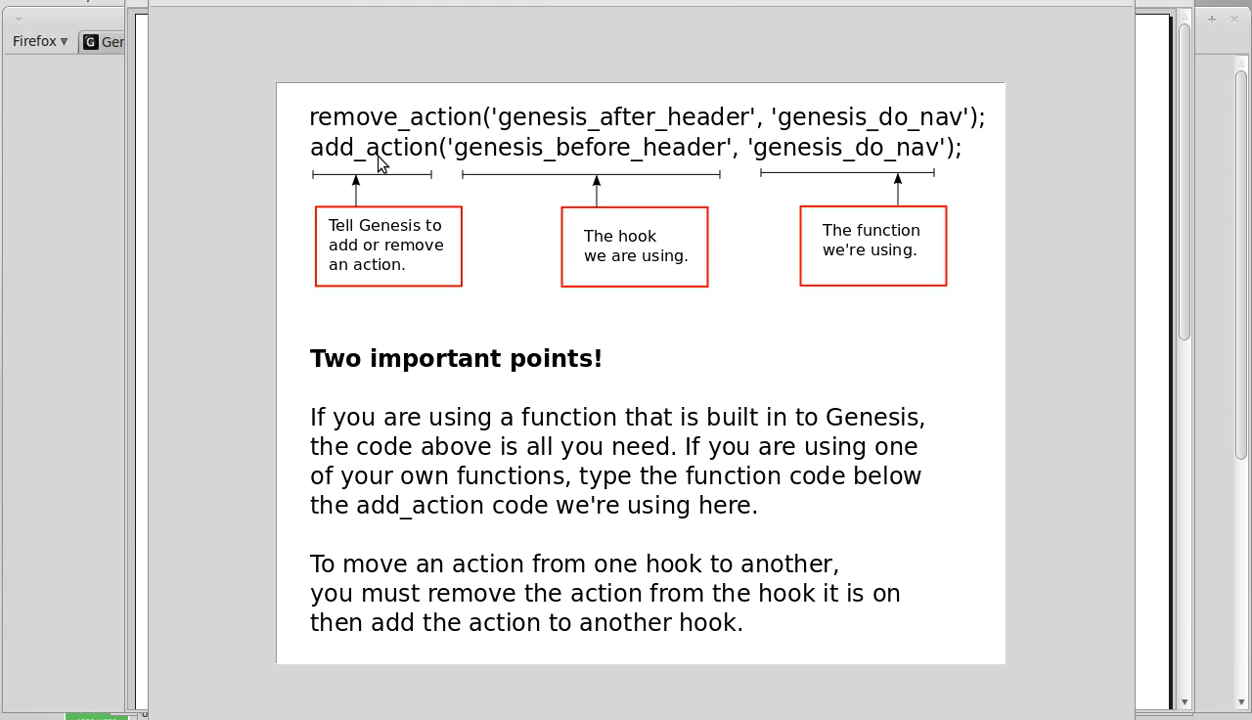 Firefox
Ger
remove_action('genesis_after_header', 'genesis_do_nav');
add_action('genesis_before_header', 'genesis_do_nav');
Tell Genesis to
add or remove
an action.
The hook
we are using.
The function
we're using.
Two important points!
If you are using a function that is built in to Genesis,
the code above is all you need. If you are using one
of your own functions, type the function code below
the add_action code we're using here.
To move an action from one hook to another,
you must remove the action from the hook it is on
then add the action to another hook.